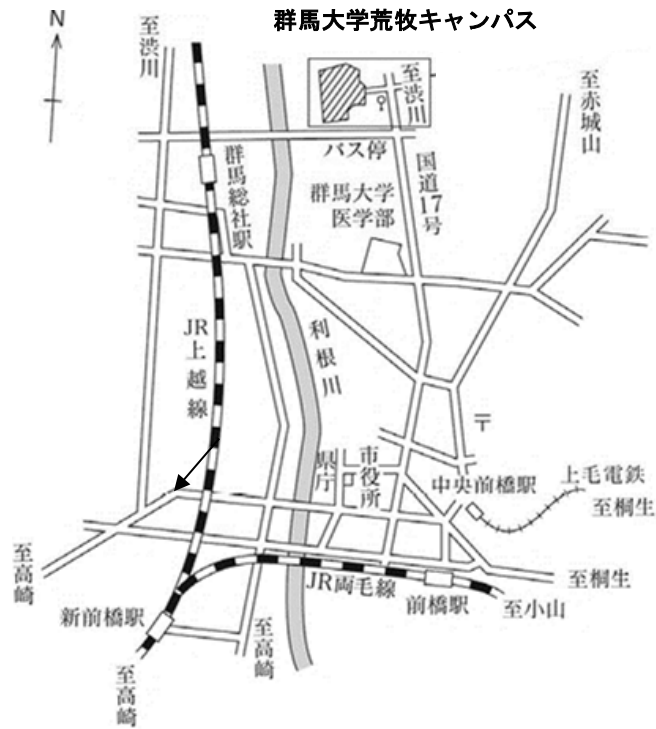 群馬大学荒牧キャンパス
N
至渋川
至渋川
至赤城山
バス停
国道17号
群馬総社駅
群馬大学
医学部
JR上越線
利根川
〒
県庁
市役所
中央前橋駅
上毛電鉄
至桐生
至高崎
JR両毛線
前橋駅
至桐生
至小山
新前橋駅
至高崎
至高崎